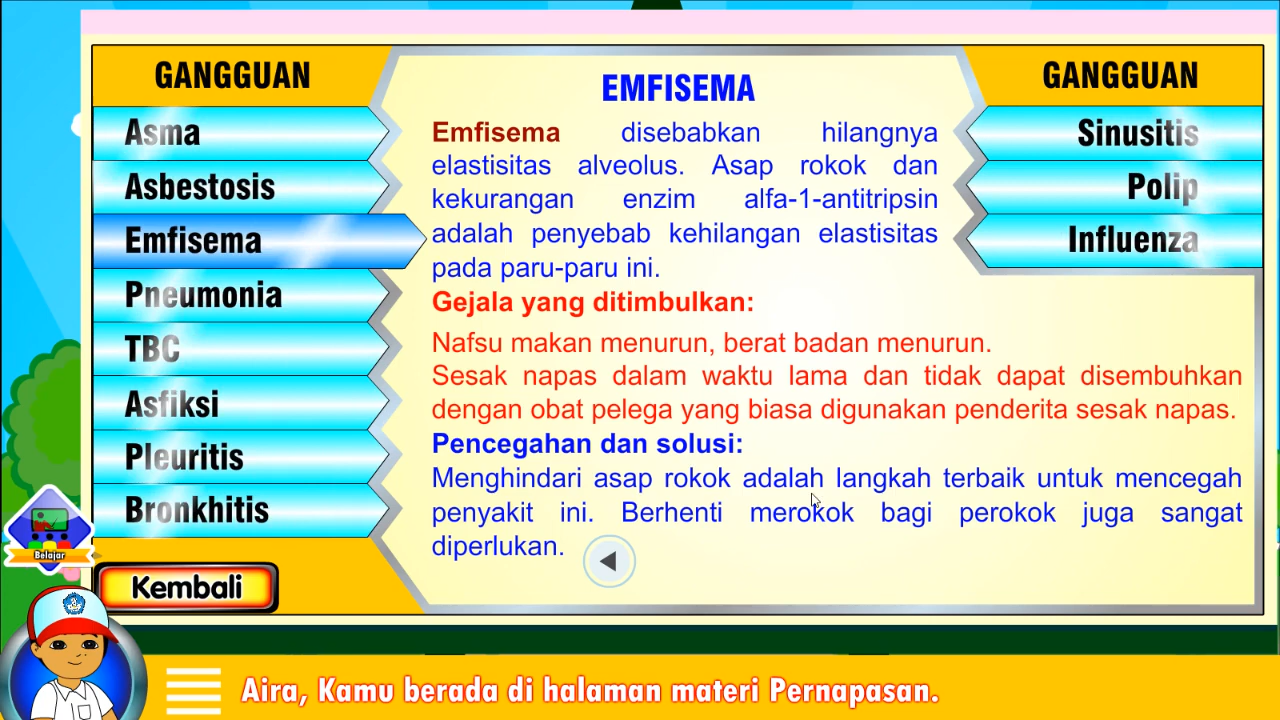 GANGGUAN
Asma
Asbestosis
Emfisema
Pneumonia
TBC
Asfiksi
Pleuritis
Bronkhitis
Kembali
Belajar
EMFISEMA
Emfisema disebabkan hilangnya
elastisitas alveolus. Asap rokok dan
kekurangan enzim alfa-1-antitripsin
adalah penyebab kehilangan elastisitas
pada paru-paru ini.
Gejala yang ditimbulkan:
Nafsu makan menurun, berat badan menurun.
Sesak napas dalam waktu lama dan tidak dapat disembuhkan
dengan obat pelega yang biasa digunakan penderita sesak napas.
Pencegahan dan solusi:
Menghindari asap rokok adalah langkah terbaik untuk mencegah
penyakit ini. Berhenti merokok bagi perokok juga sangat
diperlukan.
GANGGUAN
Sinusitis
Polip
Influenza
Aira, Kamu berada di halaman materi Pernapasan.